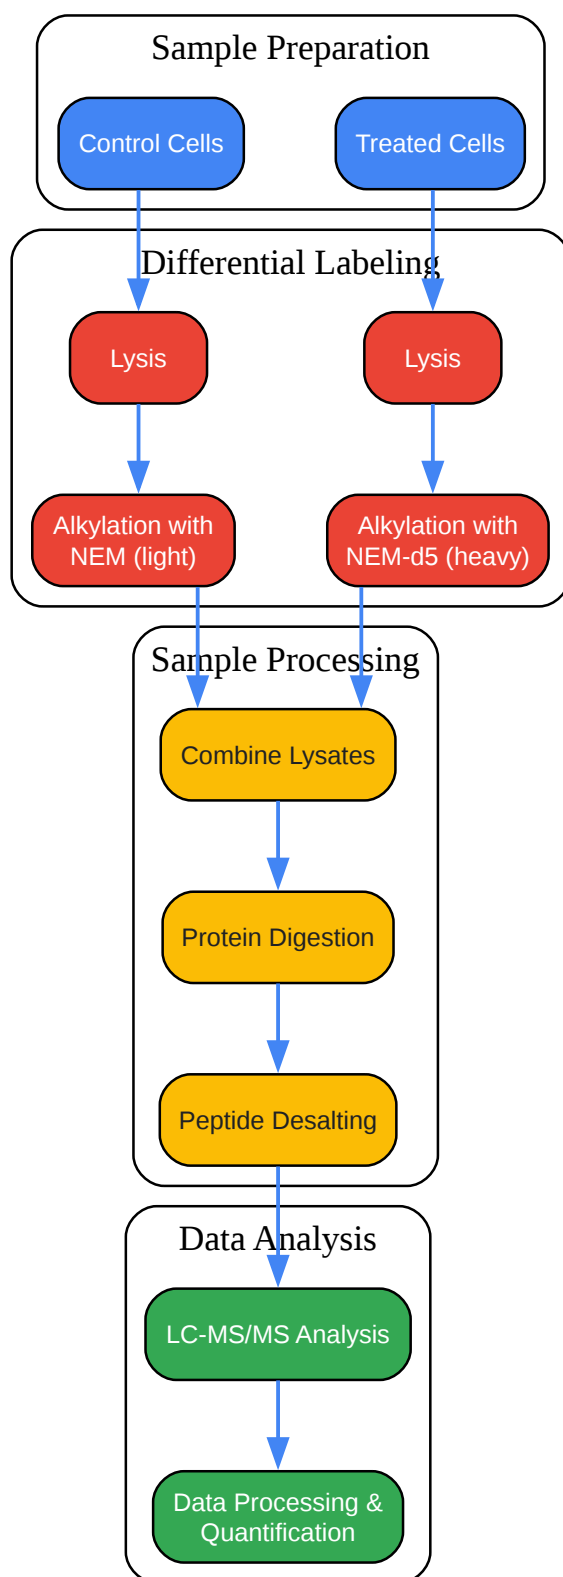 Sample Preparation
Control Cells
Treated Cells
Differential Labeling
Lysis
Lysis
Alkylation with
NEM (light)
Alkylation with
NEM-d5 (heavy)
Sample Processing
Combine Lysates
Protein Digestion
Peptide Desalting
Data Analysis
LC-MS/MS Analysis
Data Processing &
Quantification